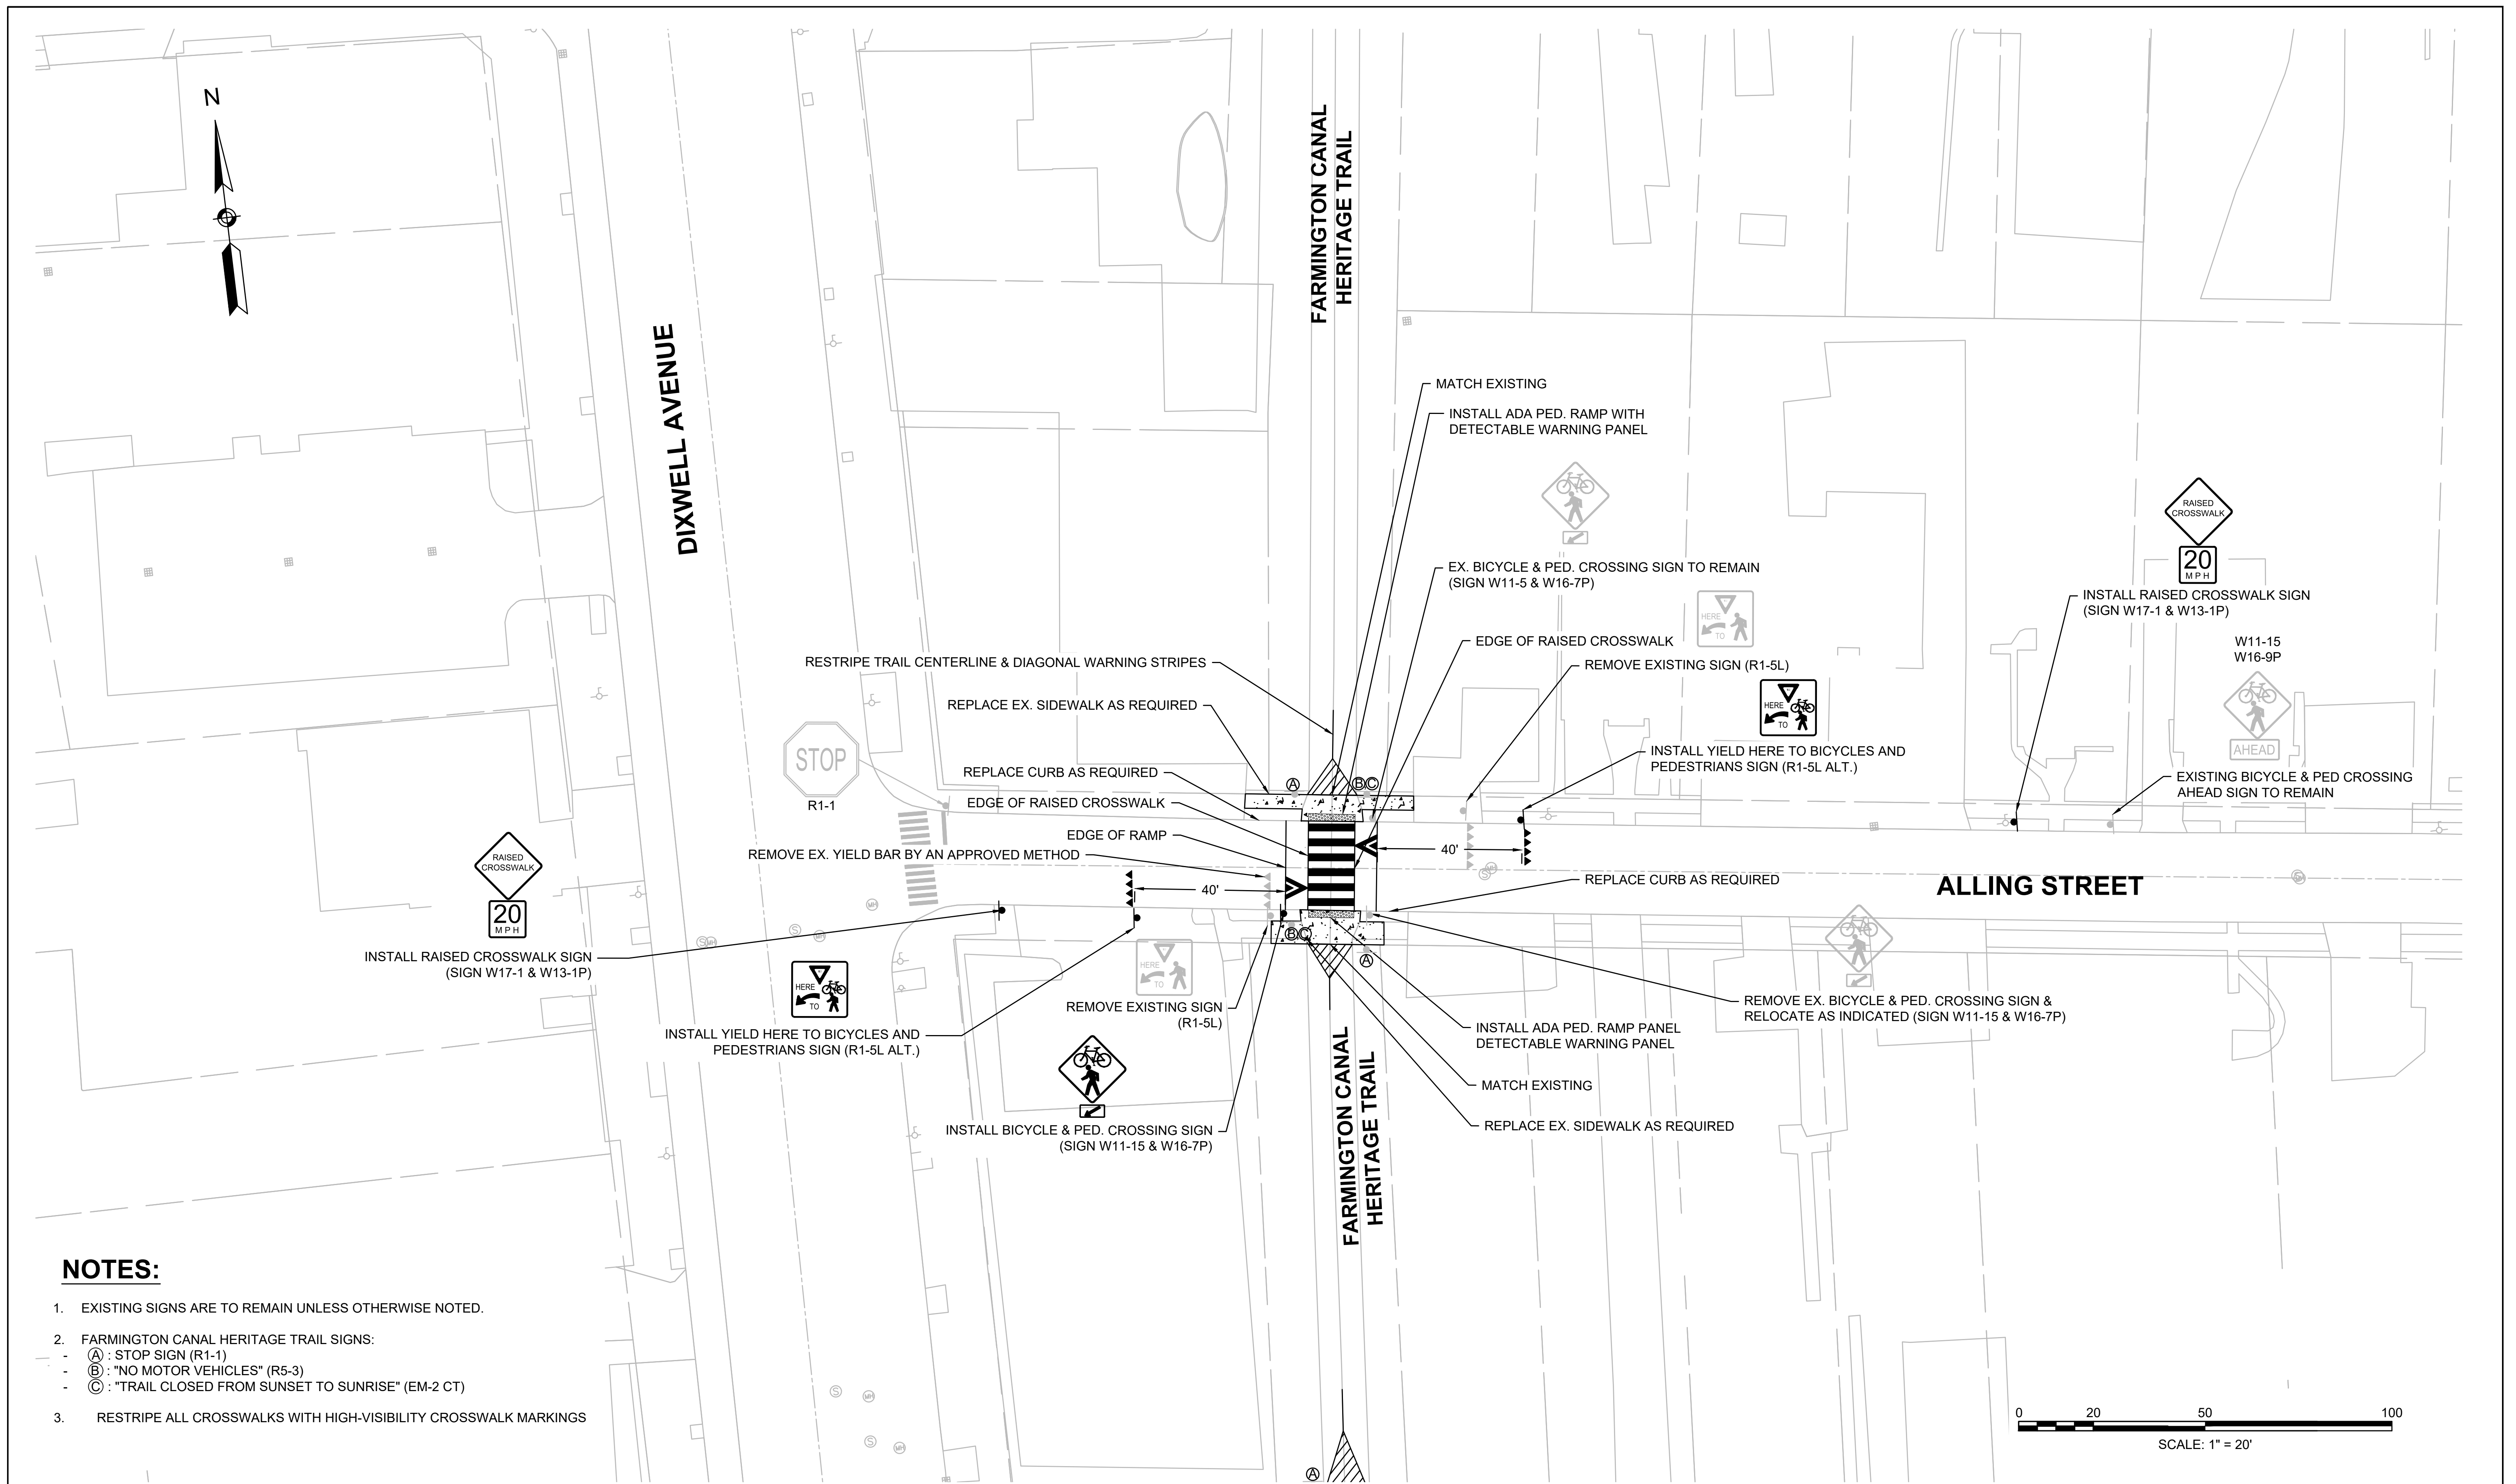 N
FARMINGTON CANAL
HERITAGE TRAIL
DIXWELL AVENUE
MATCH EXISTING
INSTALL ADA PED. RAMP WITH
DETECTABLE WARNING PANEL
EX. BICYCLE & PED. CROSSING SIGN TO REMAIN
(SIGN W11-5 & W16-7P)
HERE
TO
EDGE OF RAISED CROSSWALK
REMOVE EXISTING SIGN (R1-5L)
HERE
TO
INSTALL YIELD HERE TO BICYCLES AND
PEDESTRIANS SIGN (R1-5L ALT.)
RAISED
CROSSWALK
20
MPH
INSTALL RAISED CROSSWALK SIGN
(SIGN W17-1 & W13-1P)
W11-15
W16-9P
AHEAD
EXISTING BICYCLE & PED CROSSING
AHEAD SIGN TO REMAIN
RESTRIPE TRAIL CENTERLINE & DIAGONAL WARNING STRIPES
REPLACE EX. SIDEWALK AS REQUIRED
STOP
R1-1
REPLACE CURB AS REQUIRED
EDGE OF RAISED CROSSWALK
EDGE OF RAMP
REMOVE EX. YIELD BAR BY AN APPROVED METHOD
A
B C
40'
40'
REPLACE CURB AS REQUIRED
ALLING STREET
RAISED
CROSSWALK
20
MPH
INSTALL RAISED CROSSWALK SIGN
(SIGN W17-1 & W13-1P)
B C
A
HERE
TO
INSTALL YIELD HERE TO BICYCLES AND
PEDESTRIANS SIGN (R1-5L ALT.)
HERE
TO
REMOVE EXISTING SIGN
(R1-5L)
INSTALL BICYCLE & PED. CROSSING SIGN
(SIGN W11-15 & W16-7P)
REMOVE EX. BICYCLE & PED. CROSSING SIGN &
RELOCATE AS INDICATED (SIGN W11-15 & W16-7P)
INSTALL ADA PED. RAMP PANEL
DETECTABLE WARNING PANEL
MATCH EXISTING
REPLACE EX. SIDEWALK AS REQUIRED
FARMINGTON CANAL
HERITAGE TRAIL
A
S
MH
NOTES:
1. EXISTING SIGNS ARE TO REMAIN UNLESS OTHERWISE NOTED.
2. FARMINGTON CANAL HERITAGE TRAIL SIGNS:
- A : STOP SIGN (R1-1)
- B : "NO MOTOR VEHICLES" (R5-3)
- C : "TRAIL CLOSED FROM SUNSET TO SUNRISE" (EM-2 CT)
3. RESTRIPE ALL CROSSWALKS WITH HIGH-VISIBILITY CROSSWALK MARKINGS
0 20 50 100
SCALE: 1" = 20'